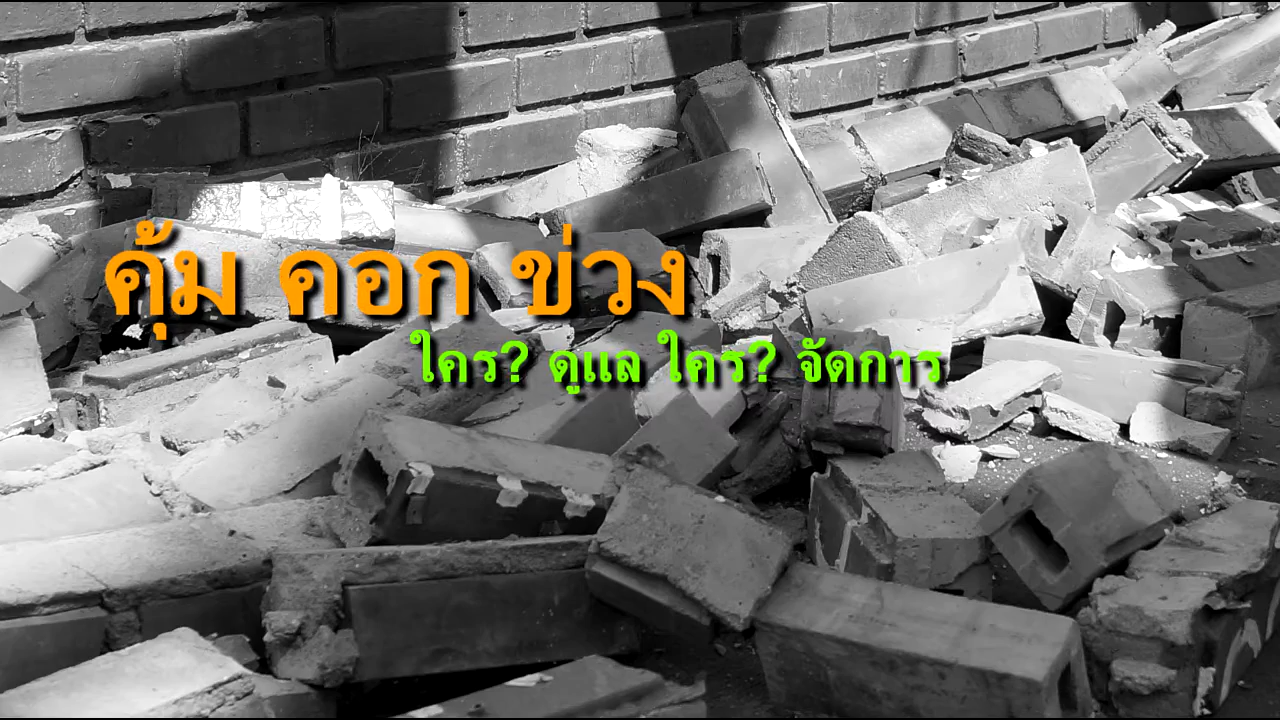 คุ้ม คอก ข่วง
ใคร? ดูแล ใคร? จัดการ